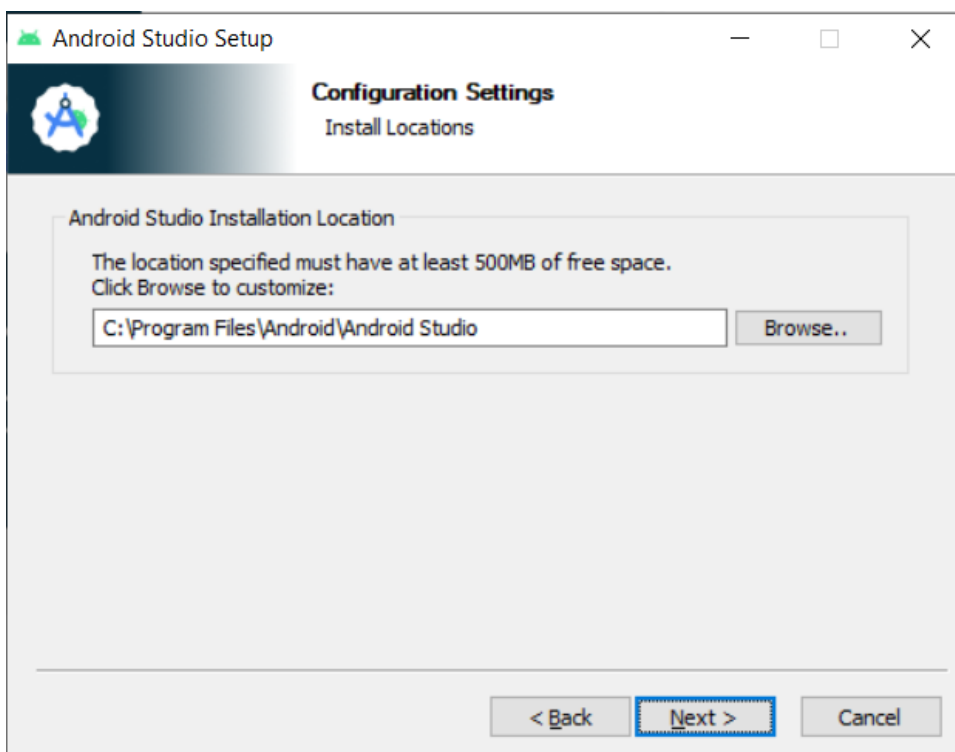 Android Studio Setup
Configuration Settings
Install Locations
Android Studio Installation Location
The location specified must have at least 500MB of free space.
Click Browse to customize:
C:\Program Files\Android\Android Studio
Browse..
< Back
Next >
Cancel